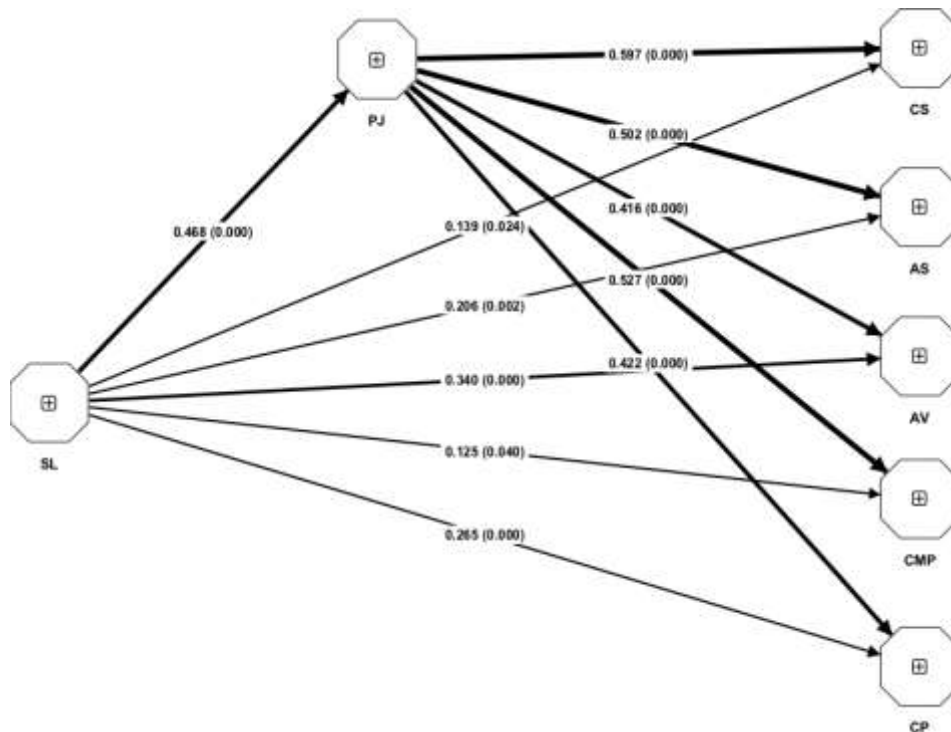 0.597 (0.000)
CS
PJ
0.502 (0.000)
0.416 (0.000)
0.468 (0.000)
0.139 (0.024)
AS
0.527 (0.000)
0.206 (0.002)
0.422 (0.000)
0.340 (0.000)
AV
SL
0.125 (0.040)
0.265 (0.000)
CMP
CP